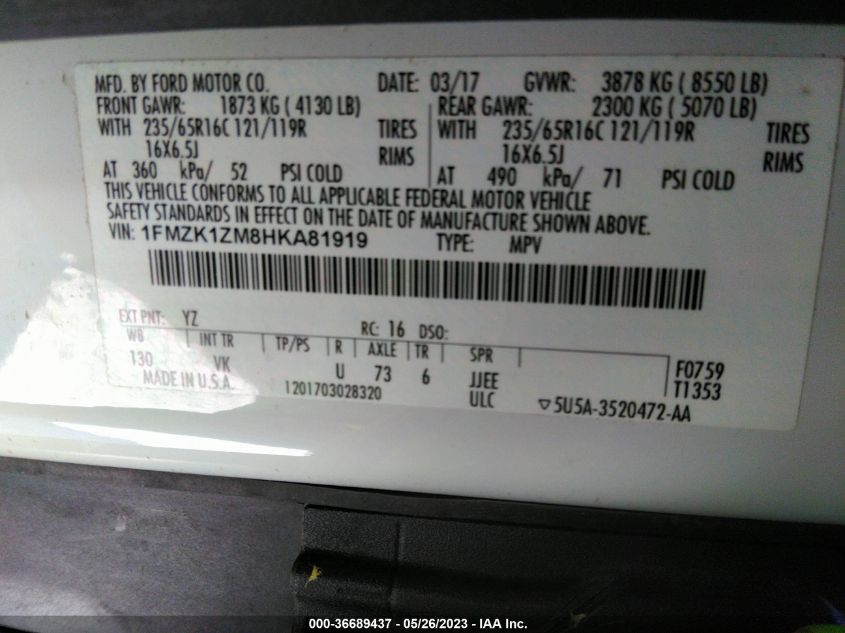 MFD. BY FORD MOTOR CO. DATE: 03/17 GVWR: 3878 KG ( 8550 LB)
FRONT GAWR: 1873 KG ( 4130 LB) REAR GAWR: 2300 KG ( 5070 LB)
WITH 235/65R16C 121/119R TIRES WITH 235/65R16C 121/119R TIRES
16X6.5J RIMS 16X6.5J RIMS
AT 360 kPa/ 52 PSI COLD AT 490 kPa/ 71 PSI COLD
THIS VEHICLE CONFORMS TO ALL APPLICABLE FEDERAL MOTOR VEHICLE
SAFETY STANDARDS IN EFFECT ON THE DATE OF MANUFACTURE SHOWN ABOVE.
VIN: 1FMZK1ZM8HKA81919 TYPE: MPV
EXT PNT: YZ RC: 16 DSO:
WB INT TR TP/PS R AXLE TR SPR
130 VK U 73 6 JJEE F0759
MADE IN U.S.A. 1201703028320 ULC ▽5U5A-3520472-AA T1353
000-36689437 - 05/26/2023 - IAA Inc.